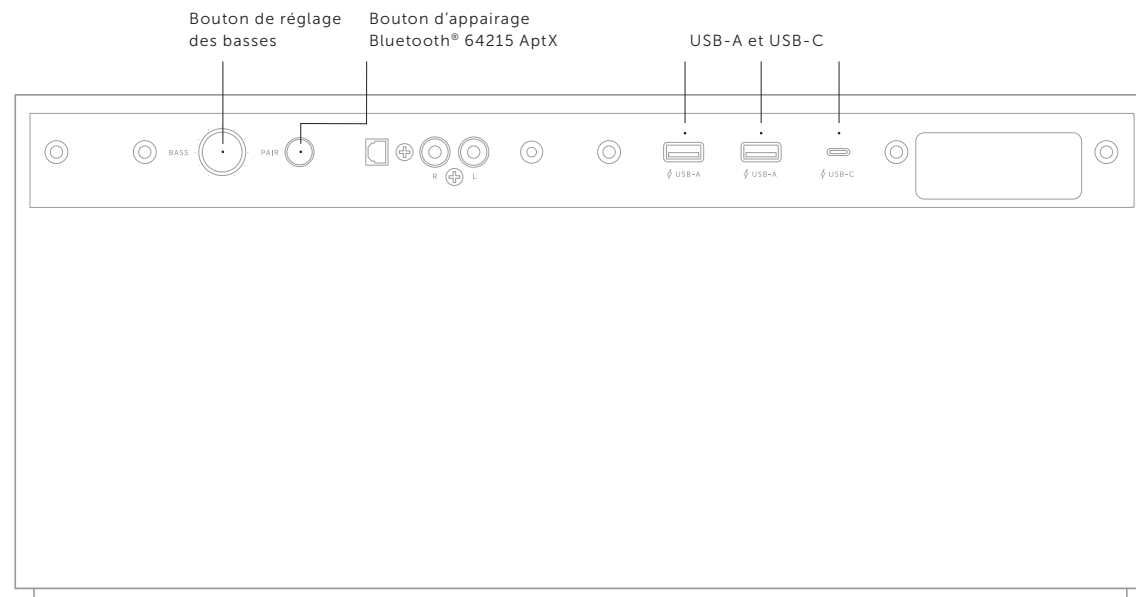 Bouton de réglage
des basses
Bouton d’appairage
Bluetooth® 64215 AptX
USB-A et USB-C
BASS
PAIR
R
L
USB-A
USB-A
USB-C